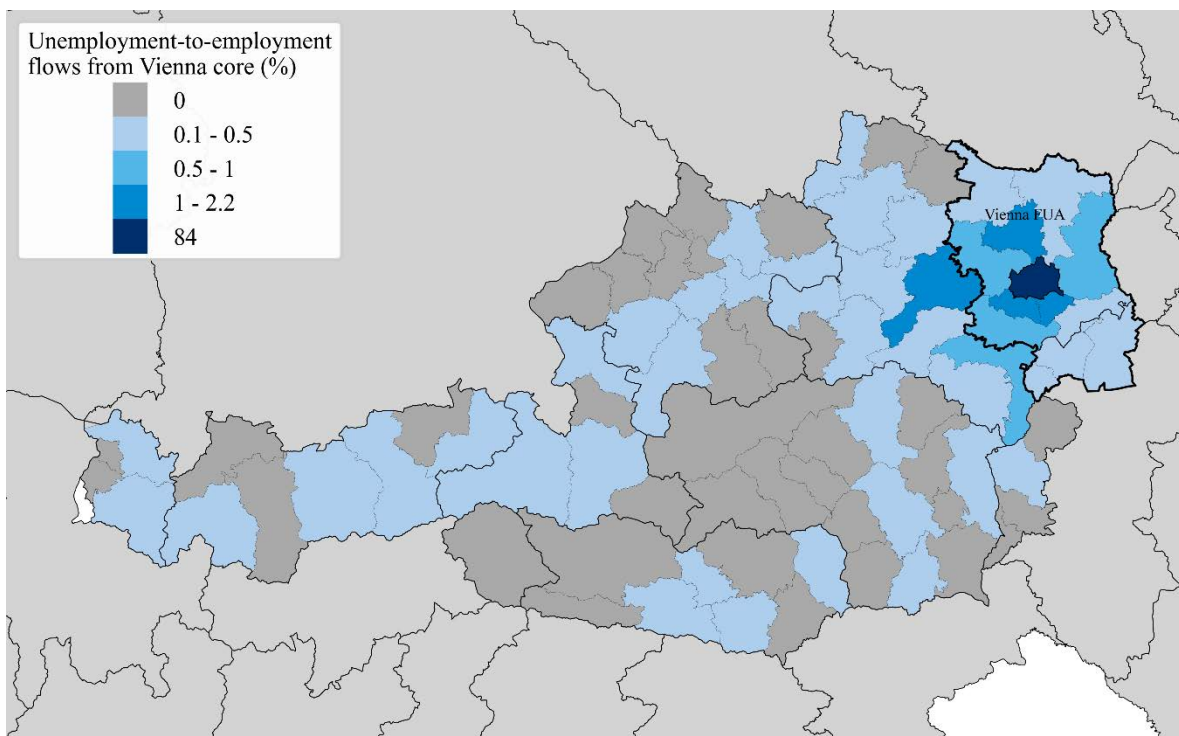 Unemployment-to-employment
flows from Vienna core (%)
0
0.1 - 0.5
0.5 - 1
1 - 2.2
84
Vienna EUA